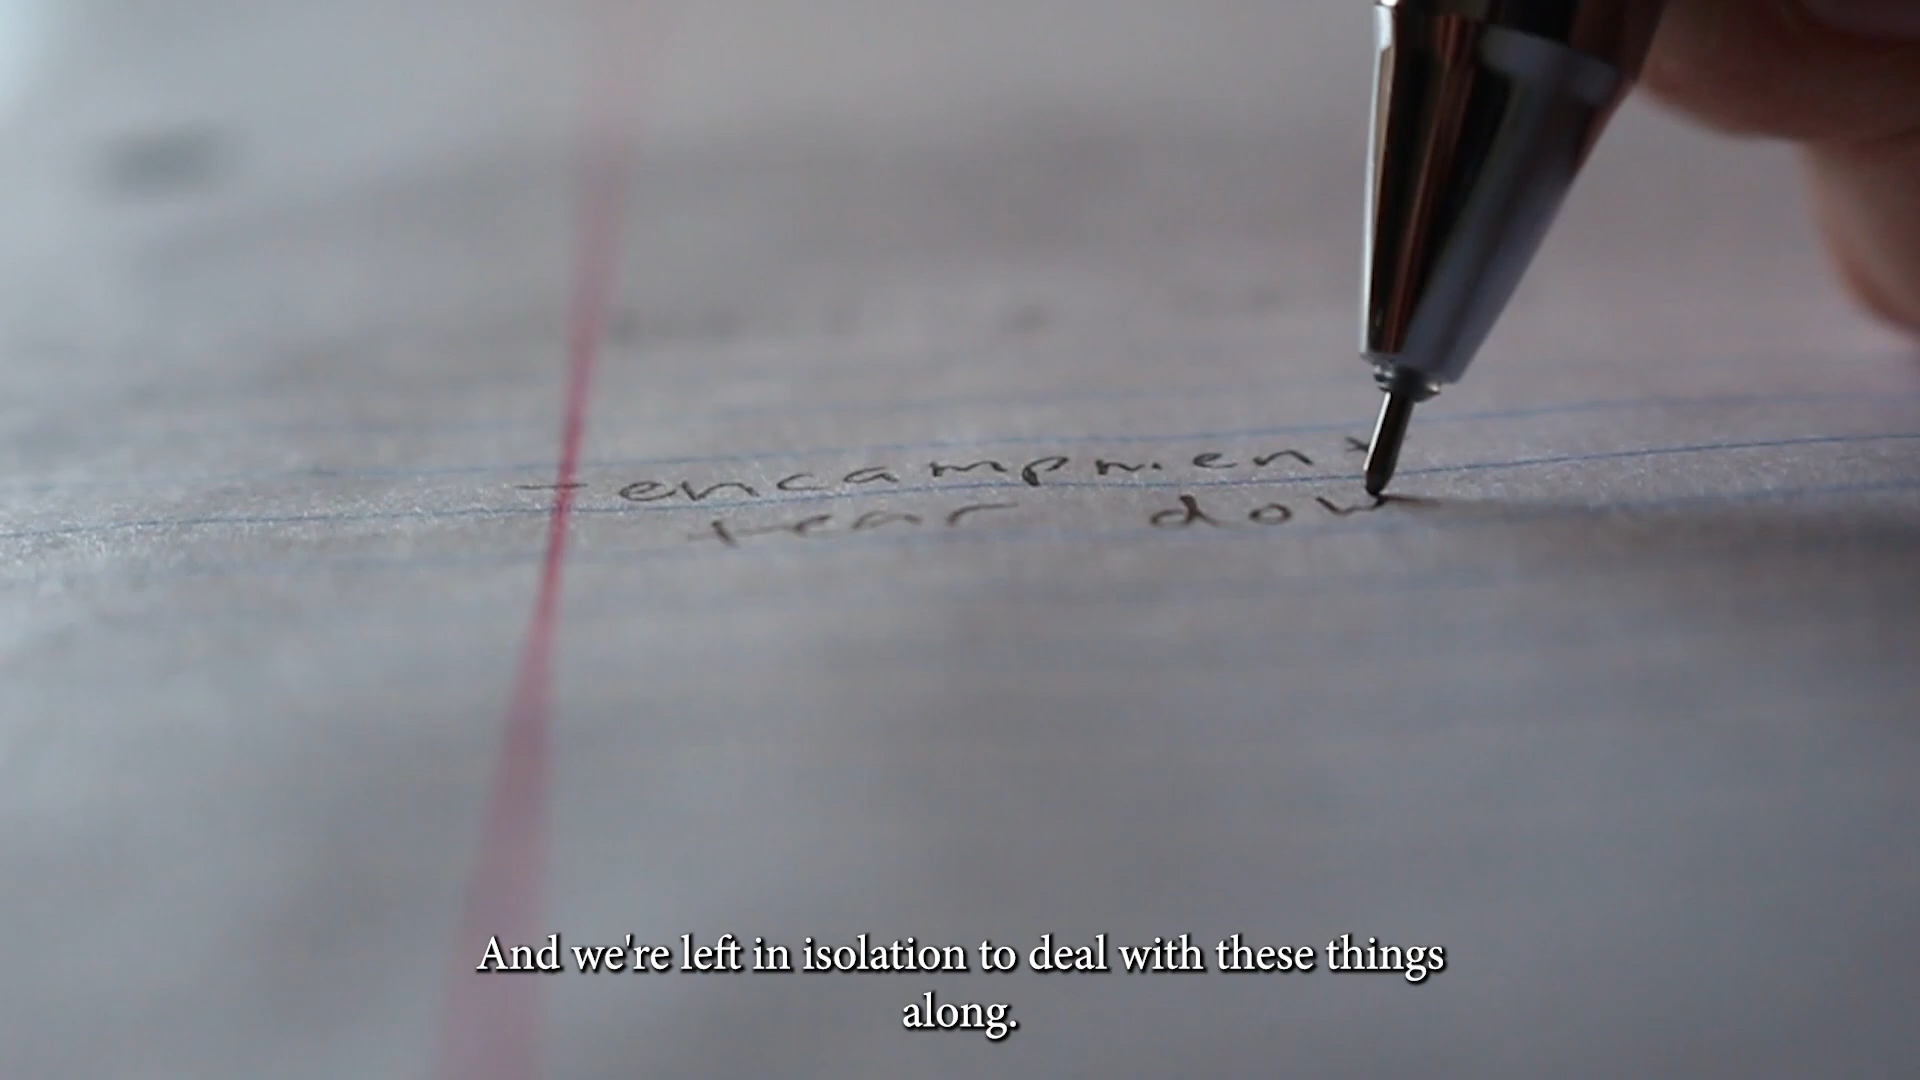 - encampment
tear dow
And we're left in isolation to deal with these things
along.